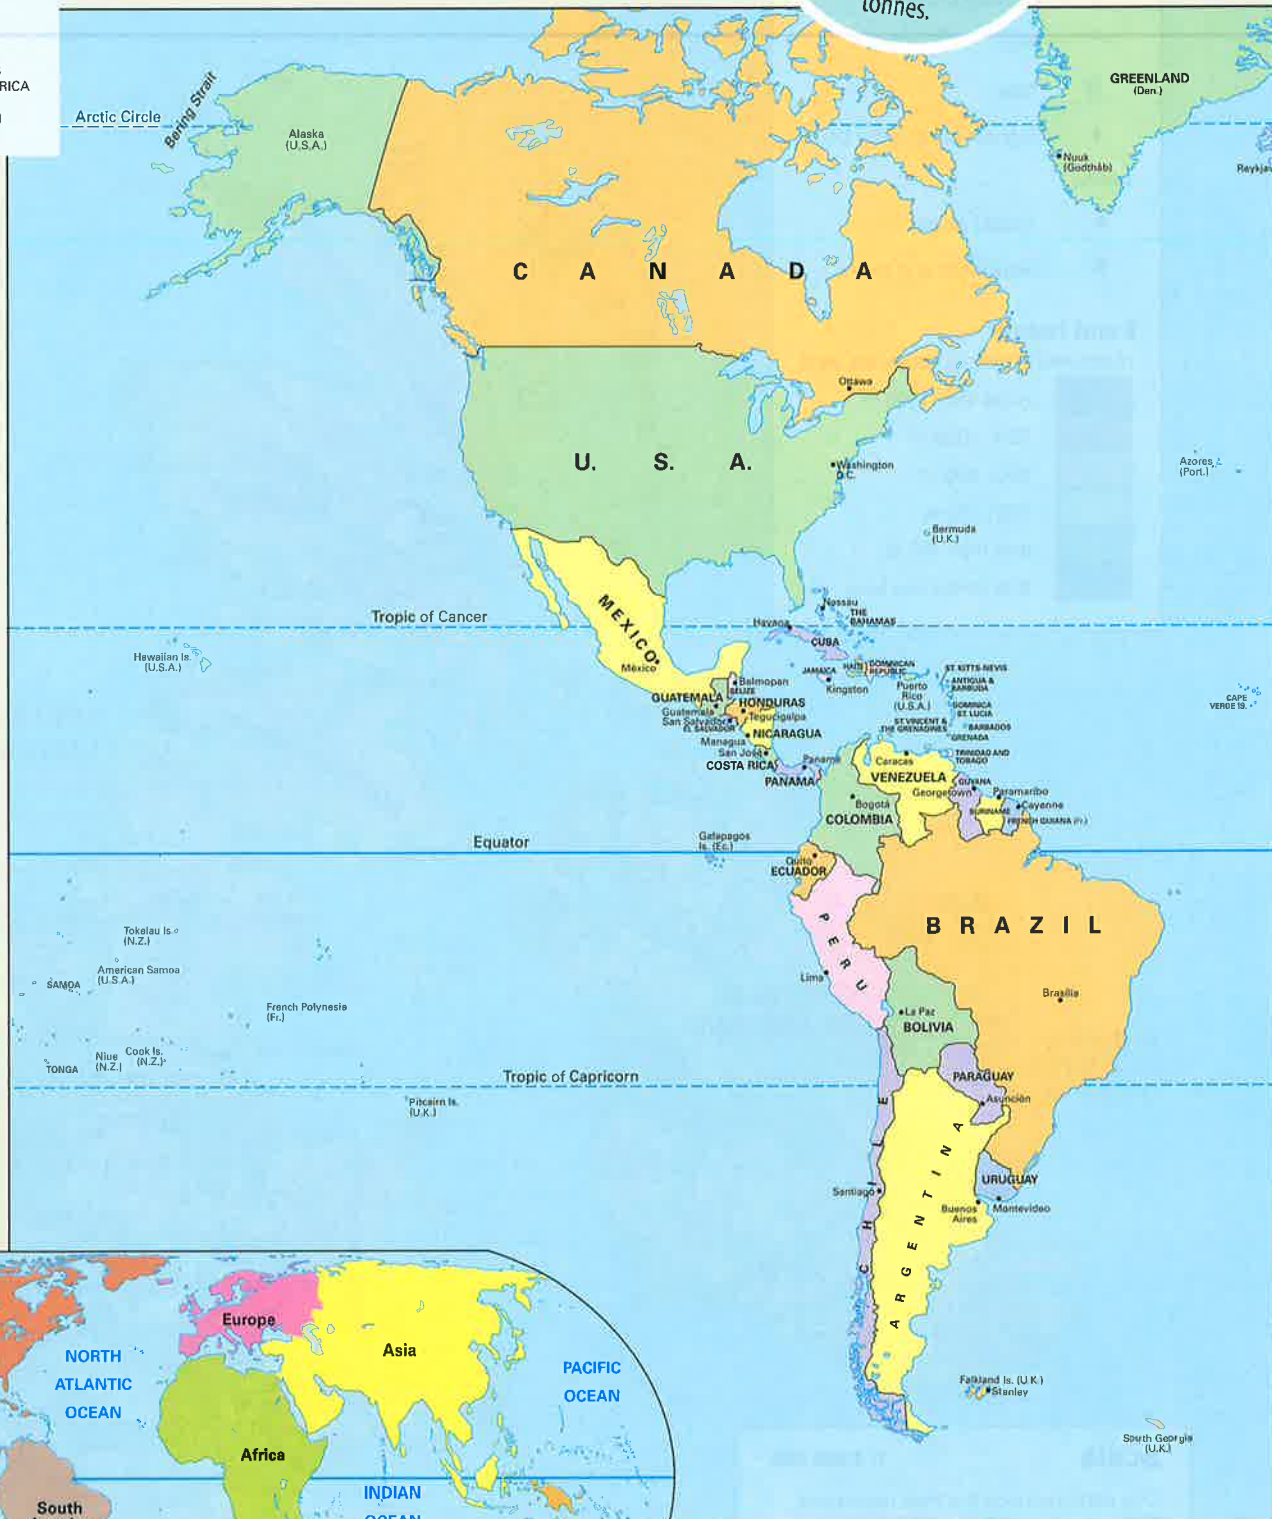 tonnes.
RICA
Arctic Circle
Bering Strait
Alaska
(U.S.A.)
GREENLAND
(Den.)
Nuuk
(Godthåb)
Reykjav
C A N A D A
Ottawa
U. S. A.
Washington
D.C.
Azores
(Port.)
Bermuda
(U.K.)
Tropic of Cancer
Hawaiian Is.
(U.S.A.)
MEXICO
México
Nassau
THE
BAHAMAS
Havana
CUBA
JAMAICA
Kingston
HAITI
DOMINICAN
REPUBLIC
Puerto
Rico
(U.S.A.)
ST. KITTS-NEVIS
ANTIGUA &
BARBUDA
DOMINICA
ST. LUCIA
ST. VINCENT &
THE GRENADINES
BARBADOS
GRENADA
TRINIDAD AND
TOBAGO
CAPE
VERDE IS.
Belmopan
BELIZE
GUATEMALA
HONDURAS
Guatemala
Tegucigalpa
San Salvador
EL SALVADOR
NICARAGUA
Managua
San José
COSTA RICA
Panamá
PANAMA
Caracas
VENEZUELA
GUYANA
Georgetown
Paramaribo
SURINAME
Cayenne
FRENCH GUIANA (Fr.)
Bogotá
COLOMBIA
Equator
Galapagos
Is. (Ec.)
Quito
ECUADOR
BRAZIL
Brasília
PERU
Lima
La Paz
BOLIVIA
Tokelau Is.
(N.Z.)
American Samoa
(U.S.A.)
SAMOA
French Polynesia
(Fr.)
Niue
(N.Z.)
Cook Is.
(N.Z.)
TONGA
Tropic of Capricorn
Pitcairn Is.
(U.K.)
PARAGUAY
Asunción
CHILE
ARGENTINA
Santiago
URUGUAY
Buenos
Aires
Montevideo
Falkland Is. (U.K.)
Stanley
South Georgia
(U.K.)
Europe
Asia
NORTH
ATLANTIC
OCEAN
PACIFIC
OCEAN
Africa
INDIAN
OCEAN
South